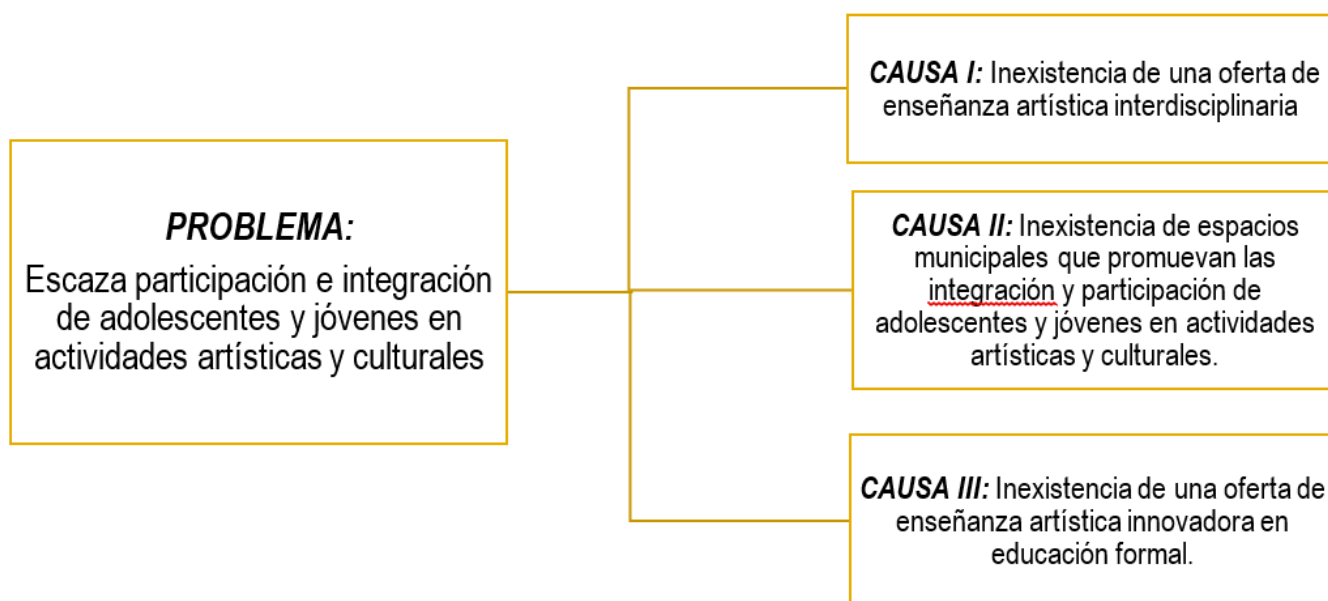 PROBLEMA:
Escaza participación e integración
de adolescentes y jóvenes en
actividades artísticas y culturales
CAUSA I: Inexistencia de una oferta de
enseñanza artística interdisciplinaria
CAUSA II: Inexistencia de espacios
municipales que promuevan las
integración y participación de
adolescentes y jóvenes en actividades
artísticas y culturales.
CAUSA III: Inexistencia de una oferta de
enseñanza artística innovadora en
educación formal.